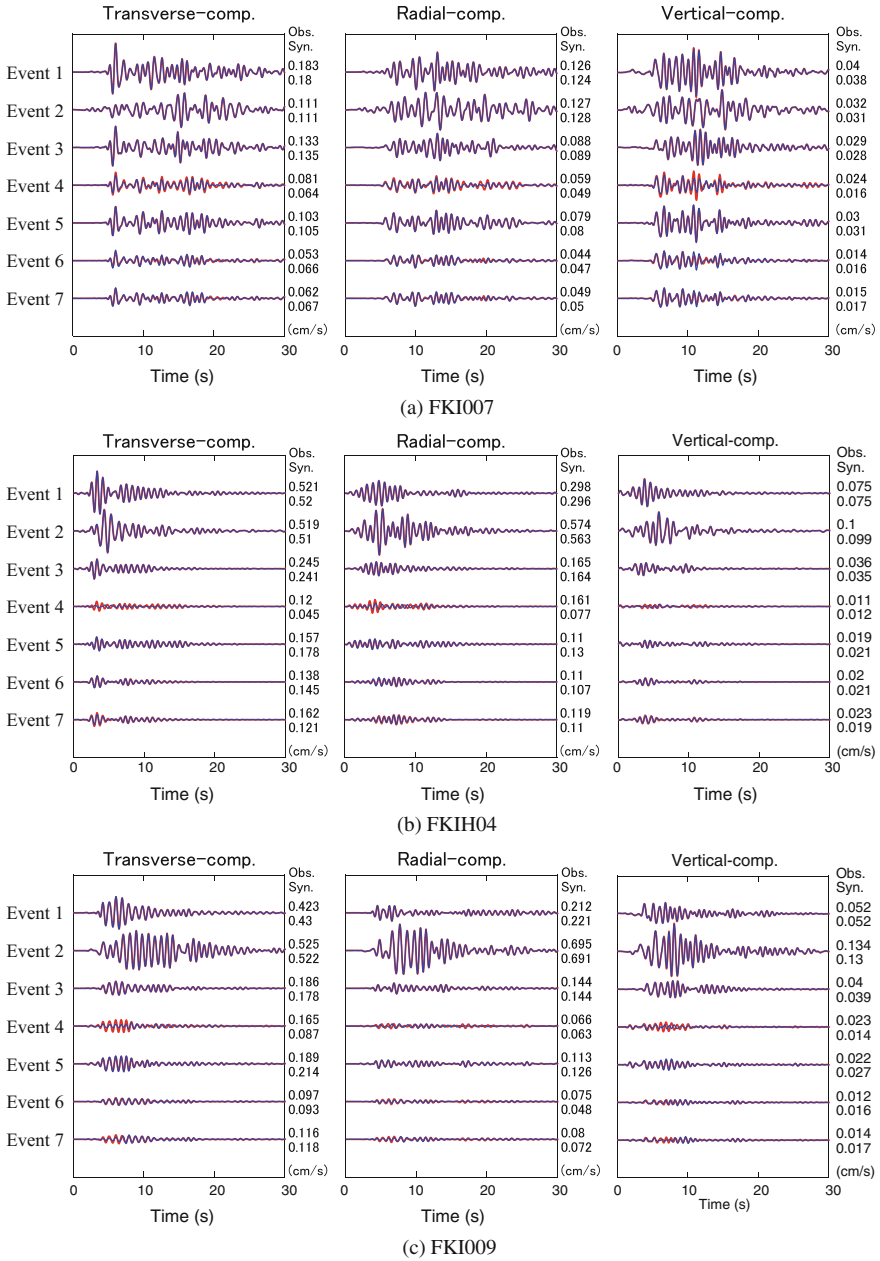 Transverse-comp. Radial-comp. Vertical-comp.
Obs. Obs. Obs.
Syn. Syn. Syn.
Event 1 0.183 0.126 0.04
0.18 0.124 0.038
Event 2 0.111 0.127 0.032
0.111 0.128 0.031
Event 3 0.133 0.088 0.029
0.135 0.089 0.028
Event 4 0.081 0.059 0.024
0.064 0.049 0.016
Event 5 0.103 0.079 0.03
0.105 0.08 0.031
Event 6 0.053 0.044 0.014
0.066 0.047 0.016
Event 7 0.062 0.049 0.015
0.067 0.05 0.017
(cm/s) (cm/s) (cm/s)
0 10 20 30 0 10 20 30 0 10 20 30
Time (s) Time (s) Time (s)
(a) FKI007
Transverse-comp. Radial-comp. Vertical-comp.
Obs. Obs. Obs.
Syn. Syn. Syn.
Event 1 0.521 0.298 0.075
0.52 0.296 0.075
Event 2 0.519 0.574 0.1
0.51 0.563 0.099
Event 3 0.245 0.165 0.036
0.241 0.164 0.035
Event 4 0.12 0.161 0.011
0.045 0.077 0.012
Event 5 0.157 0.11 0.019
0.178 0.13 0.021
Event 6 0.138 0.11 0.02
0.145 0.107 0.021
Event 7 0.162 0.119 0.023
0.121 0.11 0.019
(cm/s) (cm/s) (cm/s)
0 10 20 30 0 10 20 30 0 10 20 30
Time (s) Time (s) Time (s)
(b) FKIH04
Transverse-comp. Radial-comp. Vertical-comp.
Obs. Obs. Obs.
Syn. Syn. Syn.
Event 1 0.423 0.212 0.052
0.43 0.221 0.052
Event 2 0.525 0.695 0.134
0.522 0.691 0.13
Event 3 0.186 0.144 0.04
0.178 0.144 0.039
Event 4 0.165 0.066 0.023
0.087 0.063 0.014
Event 5 0.189 0.113 0.022
0.214 0.126 0.027
Event 6 0.097 0.075 0.012
0.093 0.048 0.016
Event 7 0.116 0.08 0.014
0.118 0.072 0.017
(cm/s) (cm/s) (cm/s)
0 10 20 30 0 10 20 30 0 10 20 30
Time (s) Time (s) Time (s)
(c) FKI009